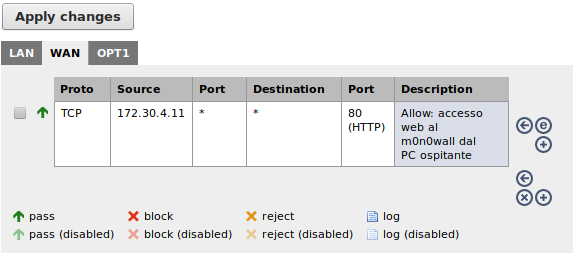 Apply changes
LAN WAN OPT1
Proto Source Port Destination Port Description
TCP 172.30.4.11 * * 80 Allow: accesso
(HTTP) web al
m0n0wall dal
PC ospitante
e
pass block reject log
pass (disabled) block (disabled) reject (disabled) log (disabled)